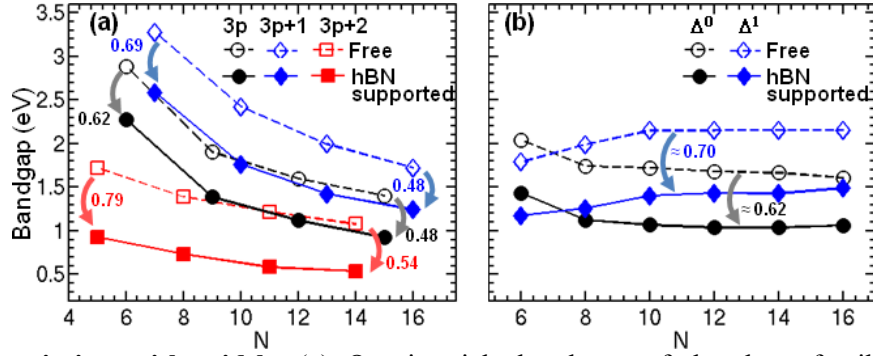 (a) 3p 3p+1 3p+2
Free
hBN
supported
0.69
0.62
0.79
0.48
0.48
0.54
Bandgap (eV)
3.5
3
2.5
2
1.5
1
0.5
4 6 8 10 12 14 16
N
(b) Δ⁰ Δ¹
Free
hBN
supported
≈ 0.70
≈ 0.62
6 8 10 12 14 16
N